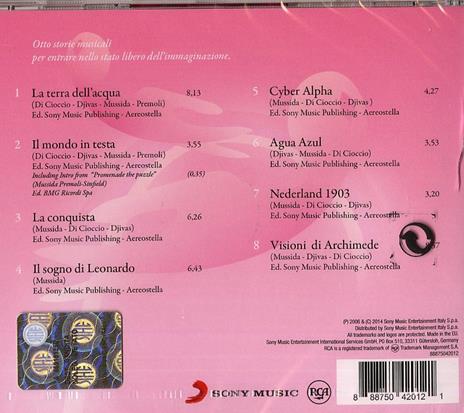 Otto storie musicali
per entrare nello stato libero dell'immaginazione.
1 La terra dell'acqua 8,13
(Di Cioccio - Djivas - Mussida - Premoli)
Ed. Sony Music Publishing - Aereostella
2 Il mondo in testa 3,55
(Di Cioccio - Djivas - Mussida - Premoli)
Ed. Sony Music Publishing - Aereostella
Including Intro from "Promenade the puzzle" (0,35)
(Mussida Premoli-Sinfield)
Ed. BMG Ricordi Spa
3 La conquista 6,26
(Mussida - Di Cioccio - Djivas)
Ed. Sony Music Publishing - Aereostella
4 Il sogno di Leonardo 6,43
(Mussida)
Ed. Sony Music Publishing - Aereostella
5 Cyber Alpha 4,27
(Mussida - Di Cioccio - Djivas )
Ed. Sony Music Publishing - Aereostella
6 Agua Azul 3,53
(Djivas -Mussida - Di Cioccio)
Ed. Sony Music Publishing - Aereostella
7 Nederland 1903 3,20
(Mussida - Di Cioccio - Djivas)
Ed. Sony Music Publishing - Aereostella
8 Visioni di Archimede
(Mussida - Djivas - Di Cioccio)
Ed. Sony Music Publishing - Aereostella
(P) 2006 & (C) 2014 Sony Music Entertainment Italy S.p.a.
Distributed by Sony Music Entertainment Italy S.p.a.
All trademarks and logos are protected. Made in the EU.
Sony Music Entertainment International Services GmbH, PO Box 510, 33311 Gütersloh, Germany
RCA is a registered trademark of Trademark Management S.A.
88875042012
SONY MUSIC
RCA
8 88750 42012 1